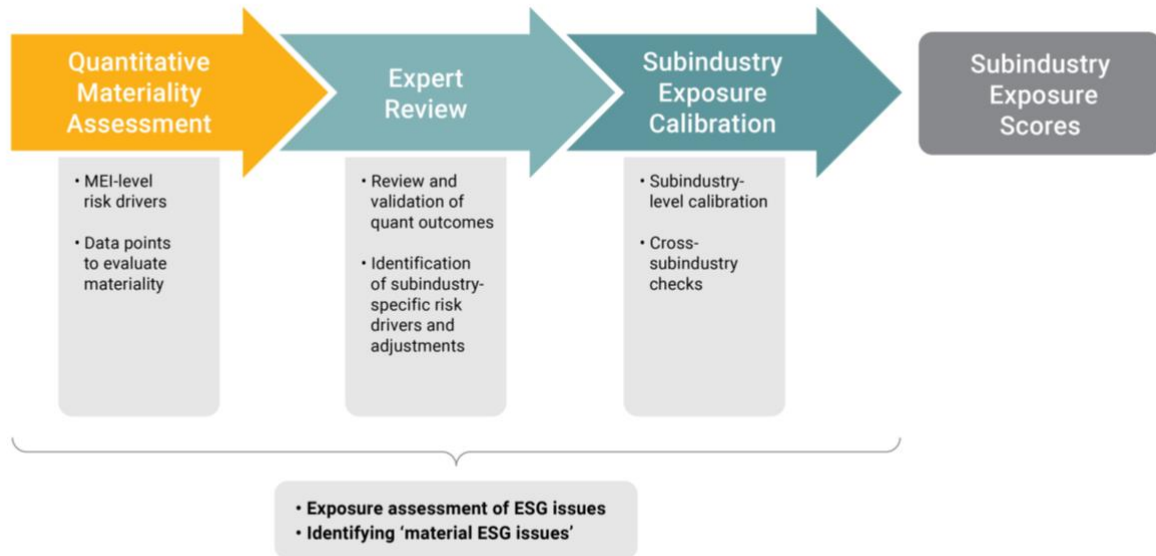 Quantitative
Materiality
Assessment
Expert
Review
Subindustry
Exposure
Calibration
Subindustry
Exposure
Scores
• MEI-level
risk drivers
• Data points
to evaluate
materiality
• Review and
validation of
quant outcomes
• Identification
of subindustry-
specific risk
drivers and
adjustments
• Subindustry-
level calibration
• Cross-
subindustry
checks
• Exposure assessment of ESG issues
• Identifying ‘material ESG issues’